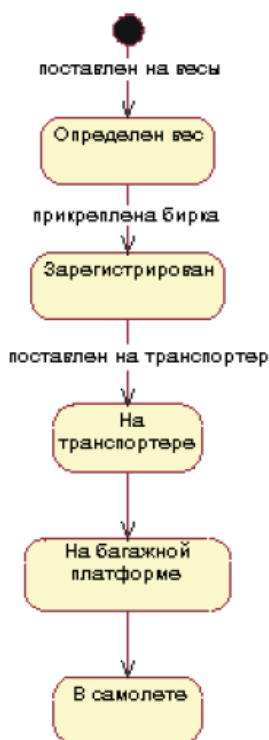 поставлен на весы
Определен вес
прикреплена бирка
Зарегистрирован
поставлен на транспортер
На
транспортере
На багажной
платформе
В самолете